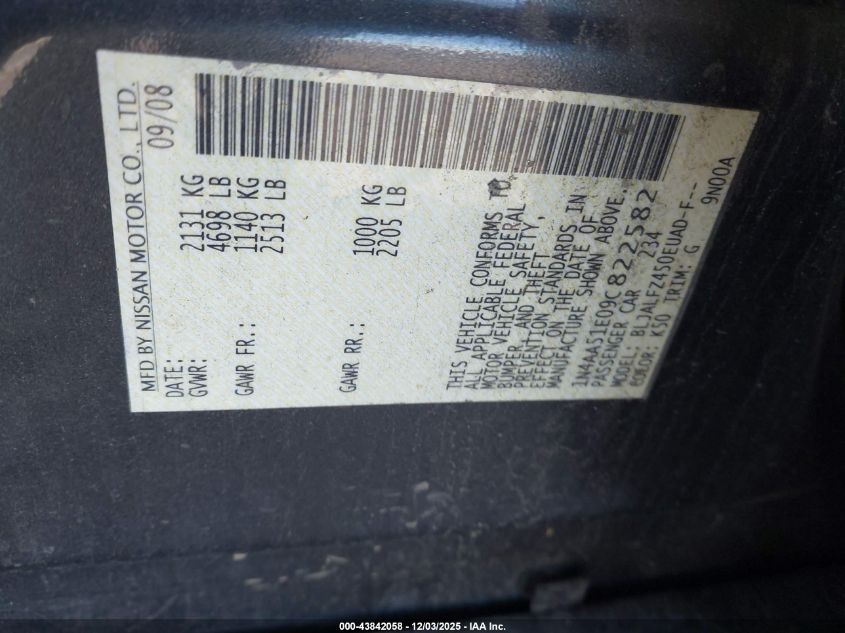 MFD BY NISSAN MOTOR CO., LTD.
DATE: 09/08
GVWR: 2131 KG
4698 LB
GAWR FR.: 1140 KG
2513 LB
GAWR RR.: 1000 KG
2205 LB
THIS VEHICLE CONFORMS TO
ALL APPLICABLE FEDERAL
MOTOR VEHICLE SAFETY,
BUMPER, AND THEFT
PREVENTION STANDARDS IN
EFFECT ON THE DATE OF
MANUFACTURE SHOWN ABOVE.
1N4AA51E09C822582
PASSENGER CAR 234
MODEL: BLJALFZ450EUAD-F--
COLOR: K50 TRIM: G 9N00A
000-43842058 - 12/03/2025 - IAA Inc.